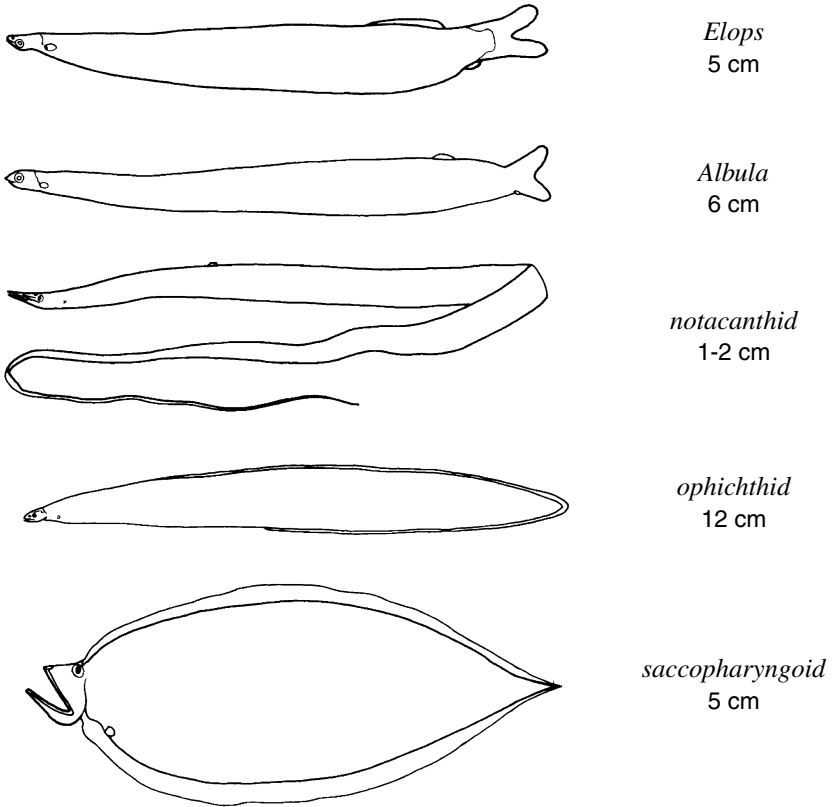 Elops
5 cm
Albula
6 cm
notacanthid
1-2 cm
ophichthid
12 cm
saccopharyngoid
5 cm